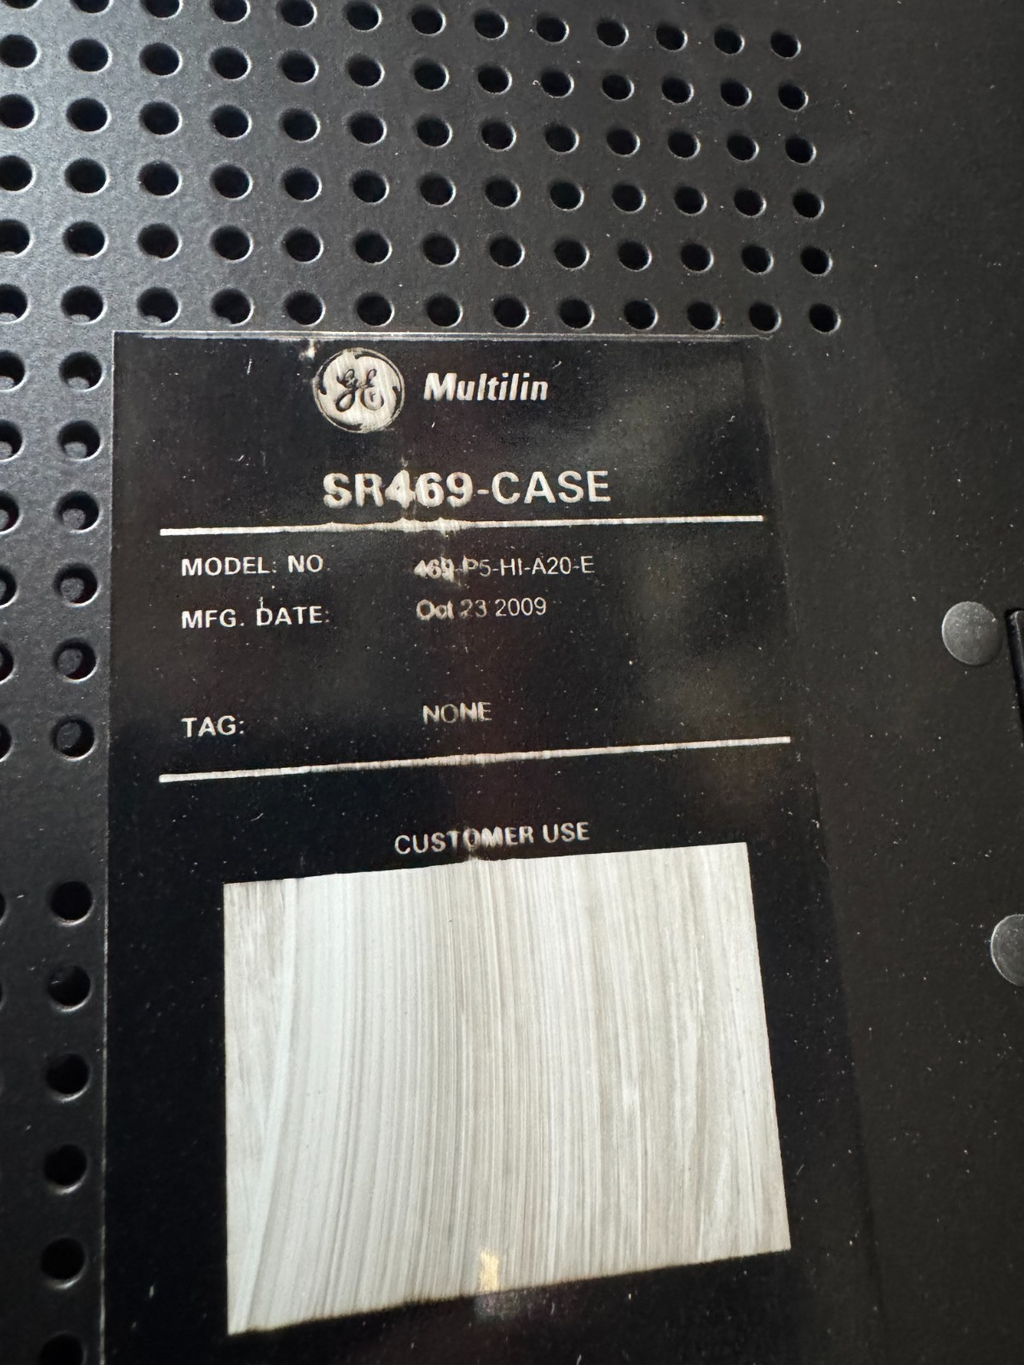 GE Multilin
SR469-CASE
MODEL: NO 469-P5-HI-A20-E
MFG. DATE: Oct 23 2009
TAG: NONE
CUSTOMER USE